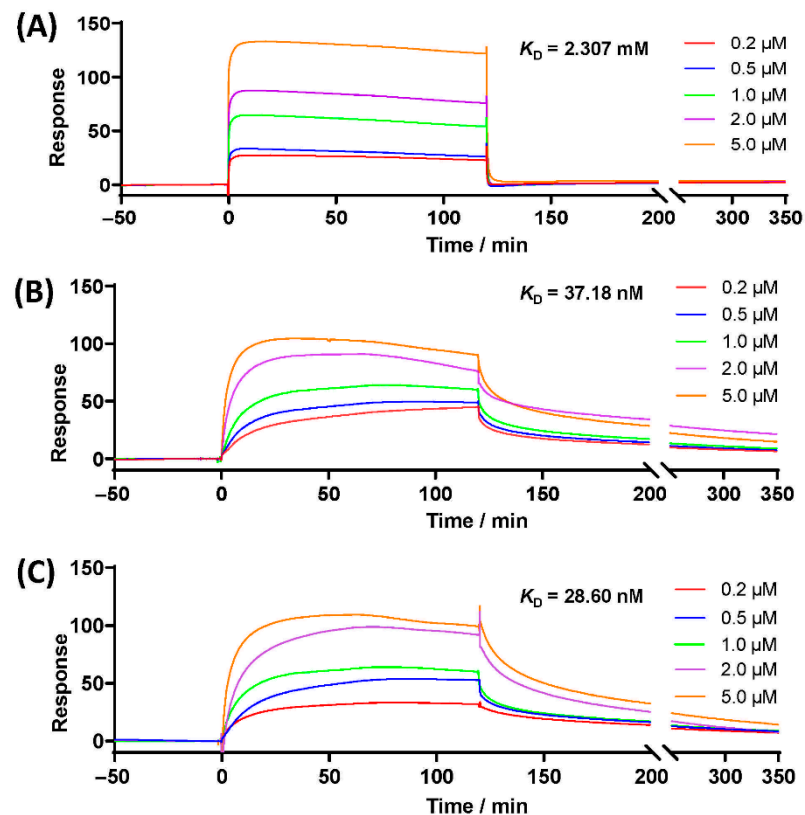 (A)
150
100
50
0
Response
K_D = 2.307 mM
0.2 µM
0.5 µM
1.0 µM
2.0 µM
5.0 µM
–50 0 50 100 150 200 300 350
Time / min
(B)
150
100
50
0
Response
K_D = 37.18 nM
0.2 µM
0.5 µM
1.0 µM
2.0 µM
5.0 µM
–50 0 50 100 150 200 300 350
Time / min
(C)
150
100
50
0
Response
K_D = 28.60 nM
0.2 µM
0.5 µM
1.0 µM
2.0 µM
5.0 µM
–50 0 50 100 150 200 300 350
Time / min